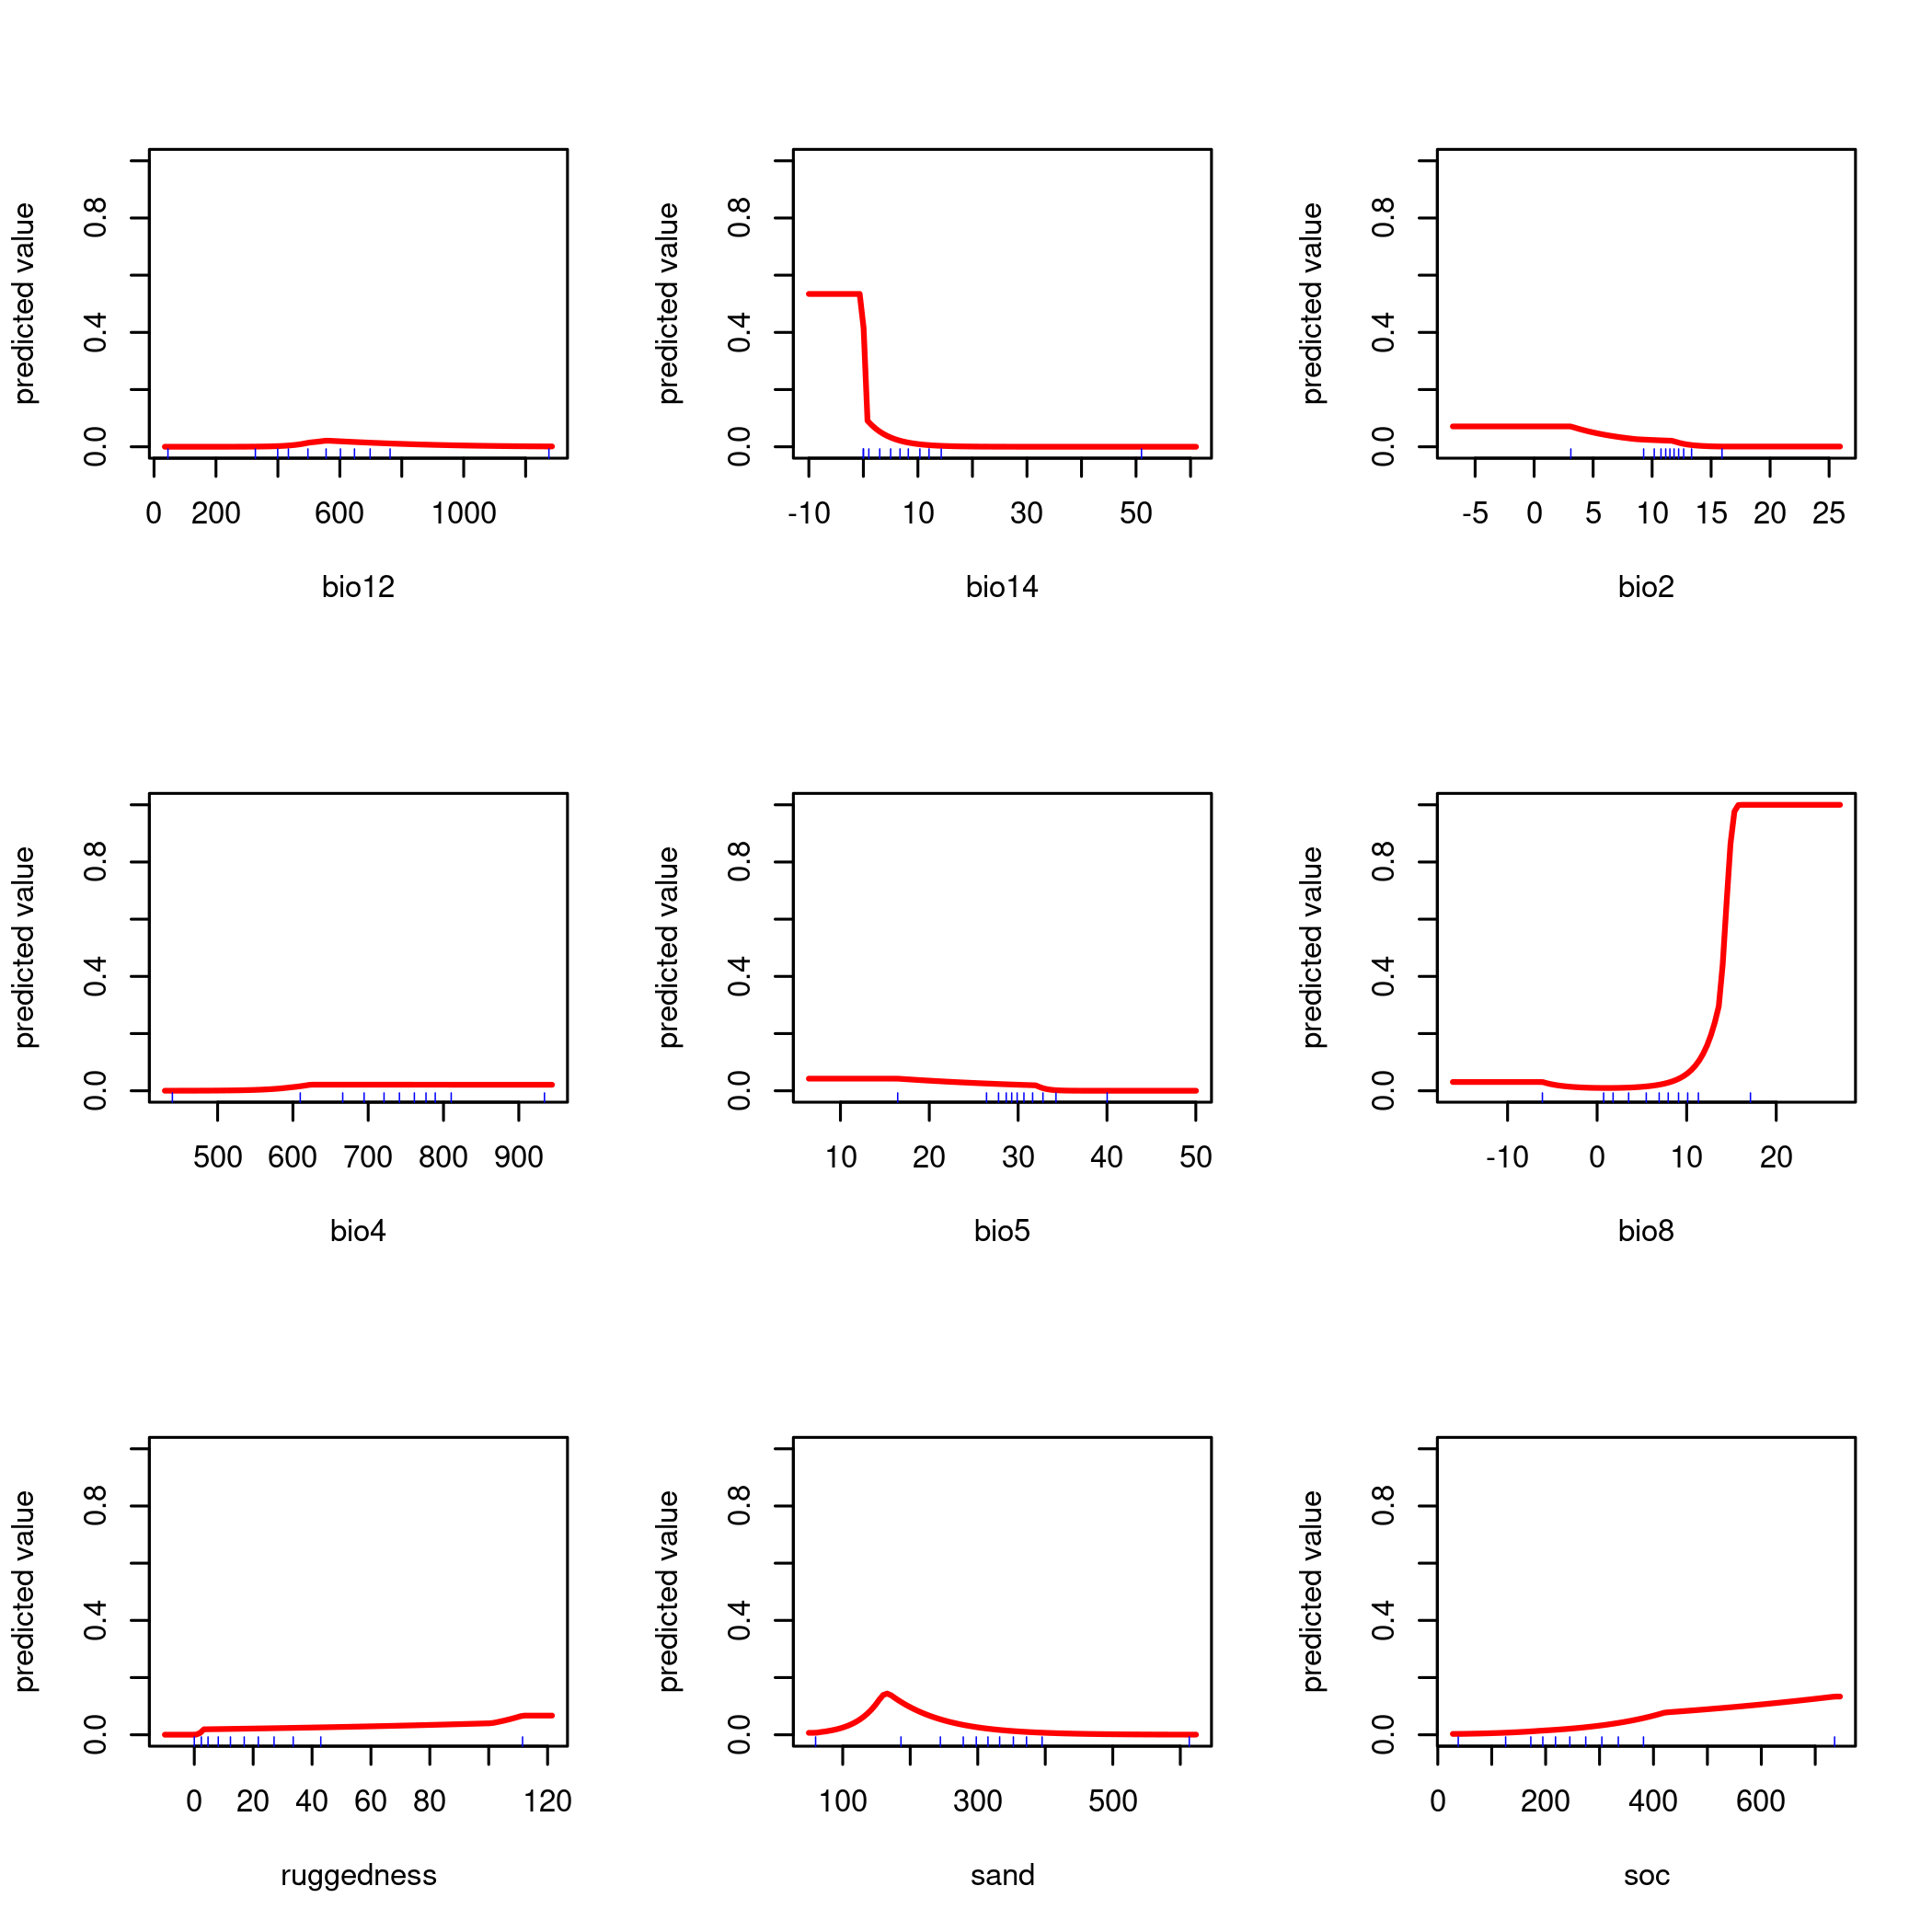 predicted value
0.0 0.4 0.8
0 200 600 1000
bio12
predicted value
0.0 0.4 0.8
-10 10 30 50
bio14
predicted value
0.0 0.4 0.8
-5 0 5 10 15 20 25
bio2
predicted value
0.0 0.4 0.8
500 600 700 800 900
bio4
predicted value
0.0 0.4 0.8
10 20 30 40 50
bio5
predicted value
0.0 0.4 0.8
-10 0 10 20
bio8
predicted value
0.0 0.4 0.8
0 20 40 60 80 120
ruggedness
predicted value
0.0 0.4 0.8
100 300 500
sand
predicted value
0.0 0.4 0.8
0 200 400 600
soc